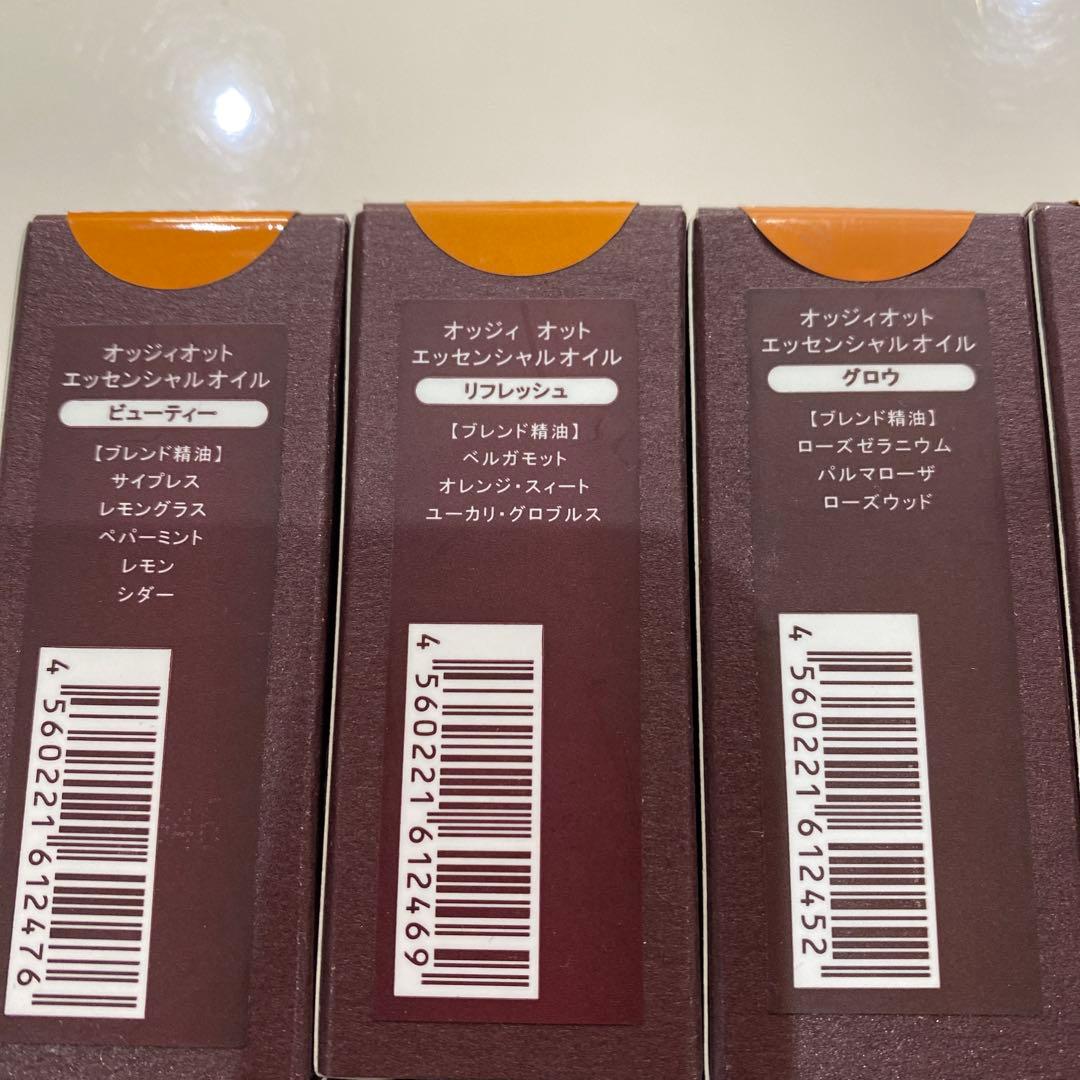 オッジィオット
エッセンシャルオイル
ビューティー
【ブレンド精油】
サイプレス
レモングラス
ペパーミント
レモン
シダー
4 560221 612476
オッジィ オット
エッセンシャルオイル
リフレッシュ
【ブレンド精油】
ベルガモット
オレンジ・スィート
ユーカリ・グロブルス
4 560221 612469
オッジィオット
エッセンシャルオイル
グロウ
【ブレンド精油】
ローズゼラニウム
パルマローザ
ローズウッド
4 560221 612452